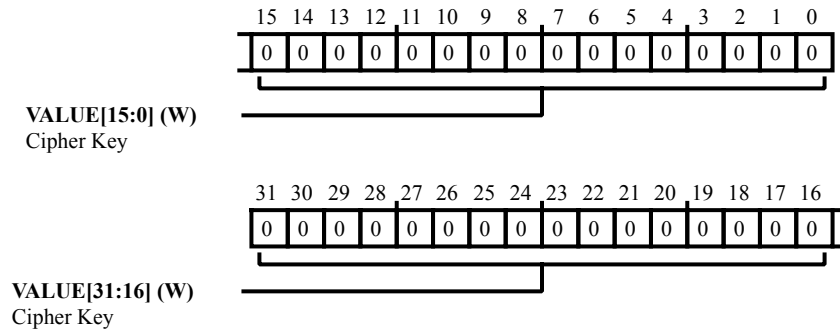 15 14 13 12 11 10 9 8 7 6 5 4 3 2 1 0
0 0 0 0 0 0 0 0 0 0 0 0 0 0 0 0
VALUE[15:0] (W)
Cipher Key
31 30 29 28 27 26 25 24 23 22 21 20 19 18 17 16
0 0 0 0 0 0 0 0 0 0 0 0 0 0 0 0
VALUE[31:16] (W)
Cipher Key